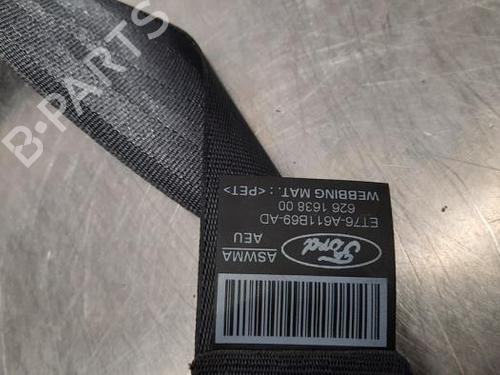 B-PARTS
WEBBING MAT. : <PET>
626 1638 00
ET76-A611B69-AD
Ford
AEU
ASWMA